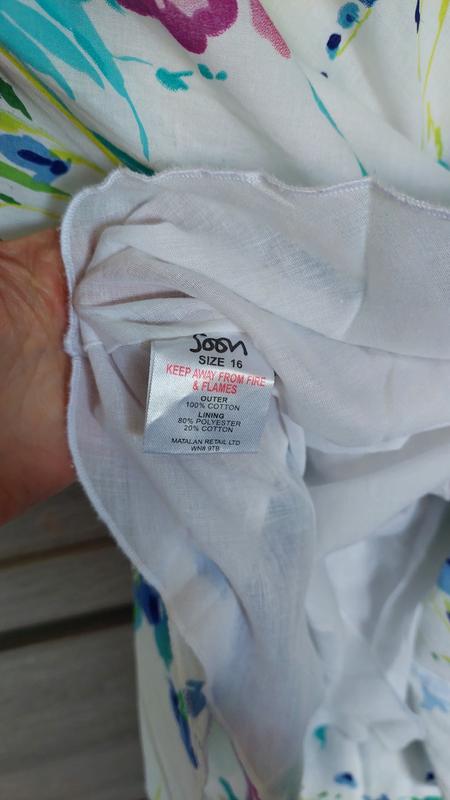 Soon
SIZE 16
KEEP AWAY FROM FIRE
& FLAMES
OUTER
100% COTTON
LINING
80% POLYESTER
20% COTTON
MATALAN RETAIL LTD
WN8 9TB